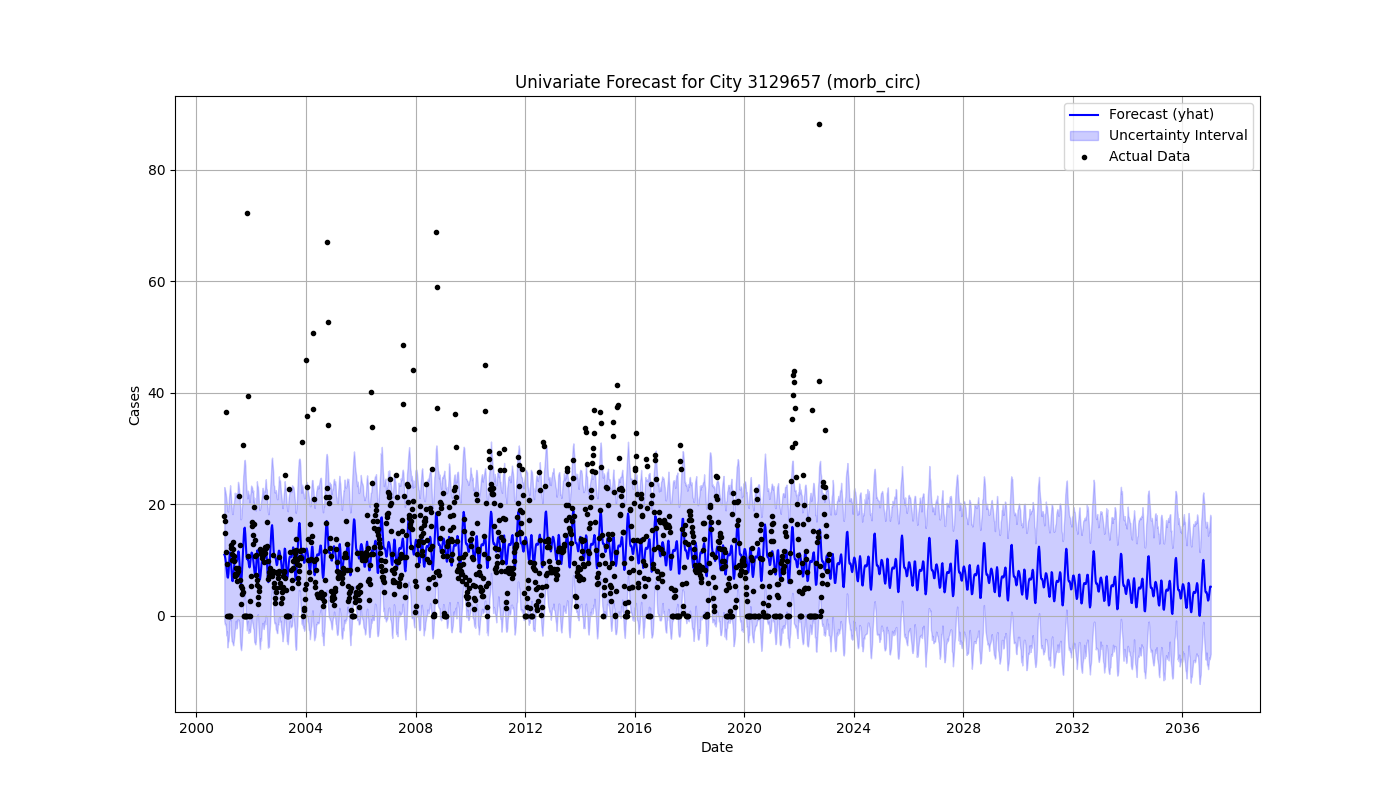 Univariate Forecast for City 3129657 (morb_circ)
Forecast (yhat)
Uncertainty Interval
Actual Data
Cases
80
60
40
20
0
2000 2004 2008 2012 2016 2020 2024 2028 2032 2036
Date